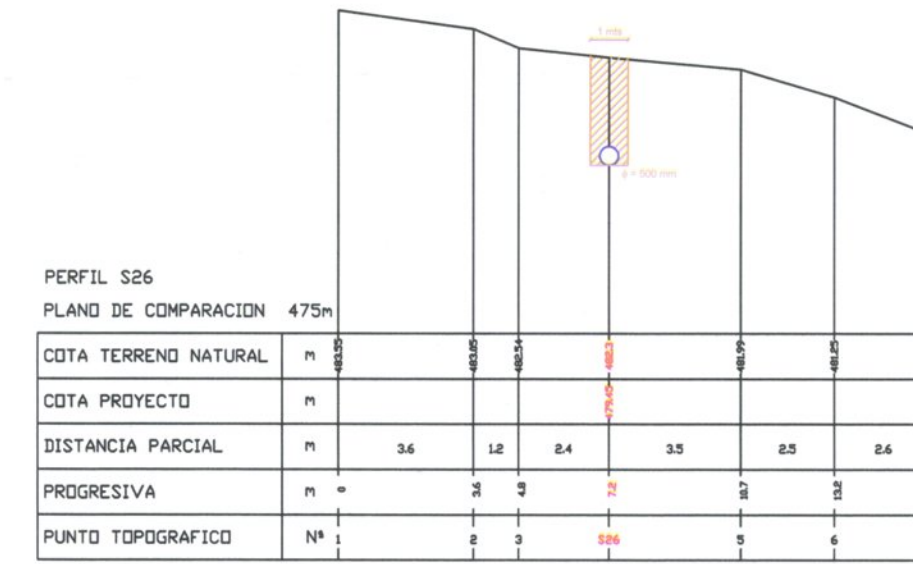 1 mts
ϕ = 500 mm
PERFIL S26
PLANO DE COMPARACION 475m
COTA TERRENO NATURAL m 483.55 483.05 482.54 482.3 481.99 481.25
COTA PROYECTO m 479.45
DISTANCIA PARCIAL m 3.6 1.2 2.4 3.5 2.5 2.6
PROGRESIVA m 0 3.6 4.8 7.2 10.7 13.2
PUNTO TOPOGRAFICO Nº 1 2 3 S26 5 6